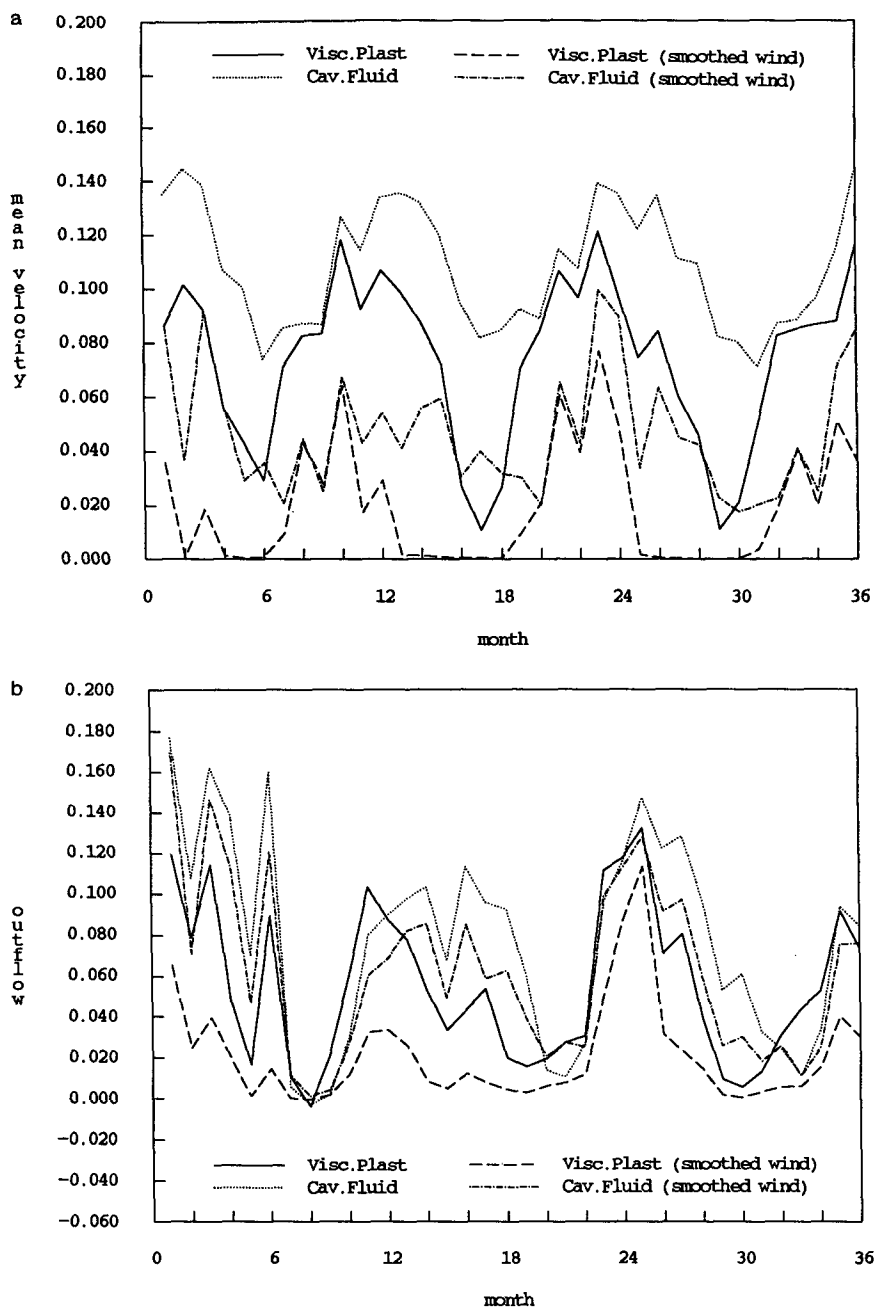 a
0.200
0.180
0.160
0.140
0.120
0.100
0.080
0.060
0.040
0.020
0.000
mean velocity
Visc.Plast
Cav.Fluid
Visc.Plast (smoothed wind)
Cav.Fluid (smoothed wind)
0 6 12 18 24 30 36
month
b
0.200
0.180
0.160
0.140
0.120
0.100
0.080
0.060
0.040
0.020
0.000
−0.020
−0.040
−0.060
outflow
Visc.Plast
Cav.Fluid
Visc.Plast (smoothed wind)
Cav.Fluid (smoothed wind)
0 6 12 18 24 30 36
month